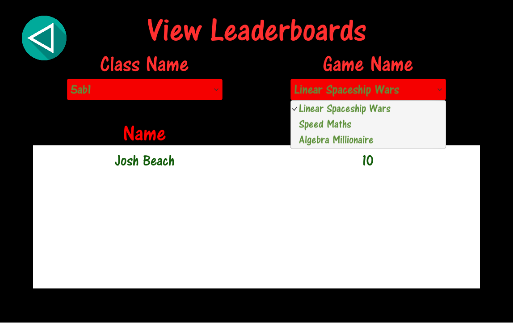 View Leaderboards
Class Name
Game Name
5ab1
Linear Spaceship Wars
Linear Spaceship Wars
Speed Maths
Algebra Millionaire
Name
Josh Beach
10